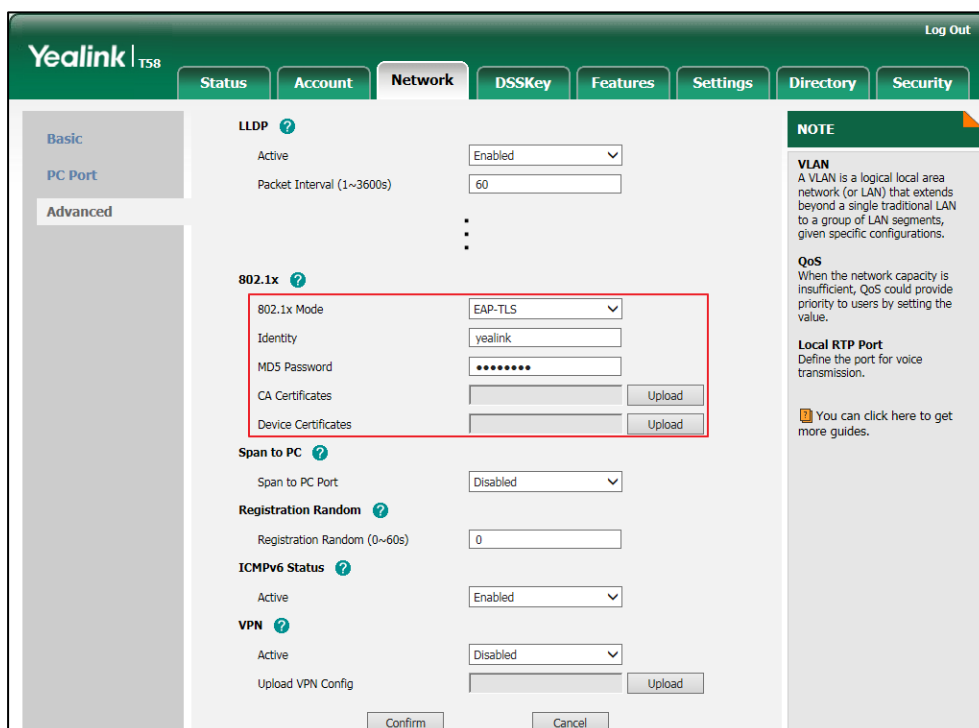 Log Out
Yealink | T58
Status Account Network DSSKey Features Settings Directory Security
Basic
PC Port
Advanced
LLDP ?
Active Enabled
Packet Interval (1~3600s) 60
802.1x ?
802.1x Mode EAP-TLS
Identity yealink
MD5 Password ••••••••
CA Certificates Upload
Device Certificates Upload
Span to PC ?
Span to PC Port Disabled
Registration Random ?
Registration Random (0~60s) 0
ICMPv6 Status ?
Active Enabled
VPN ?
Active Disabled
Upload VPN Config Upload
Confirm Cancel
NOTE
VLAN
A VLAN is a logical local area
network (or LAN) that extends
beyond a single traditional LAN
to a group of LAN segments,
given specific configurations.
QoS
When the network capacity is
insufficient, QoS could provide
priority to users by setting the
value.
Local RTP Port
Define the port for voice
transmission.
? You can click here to get
more guides.